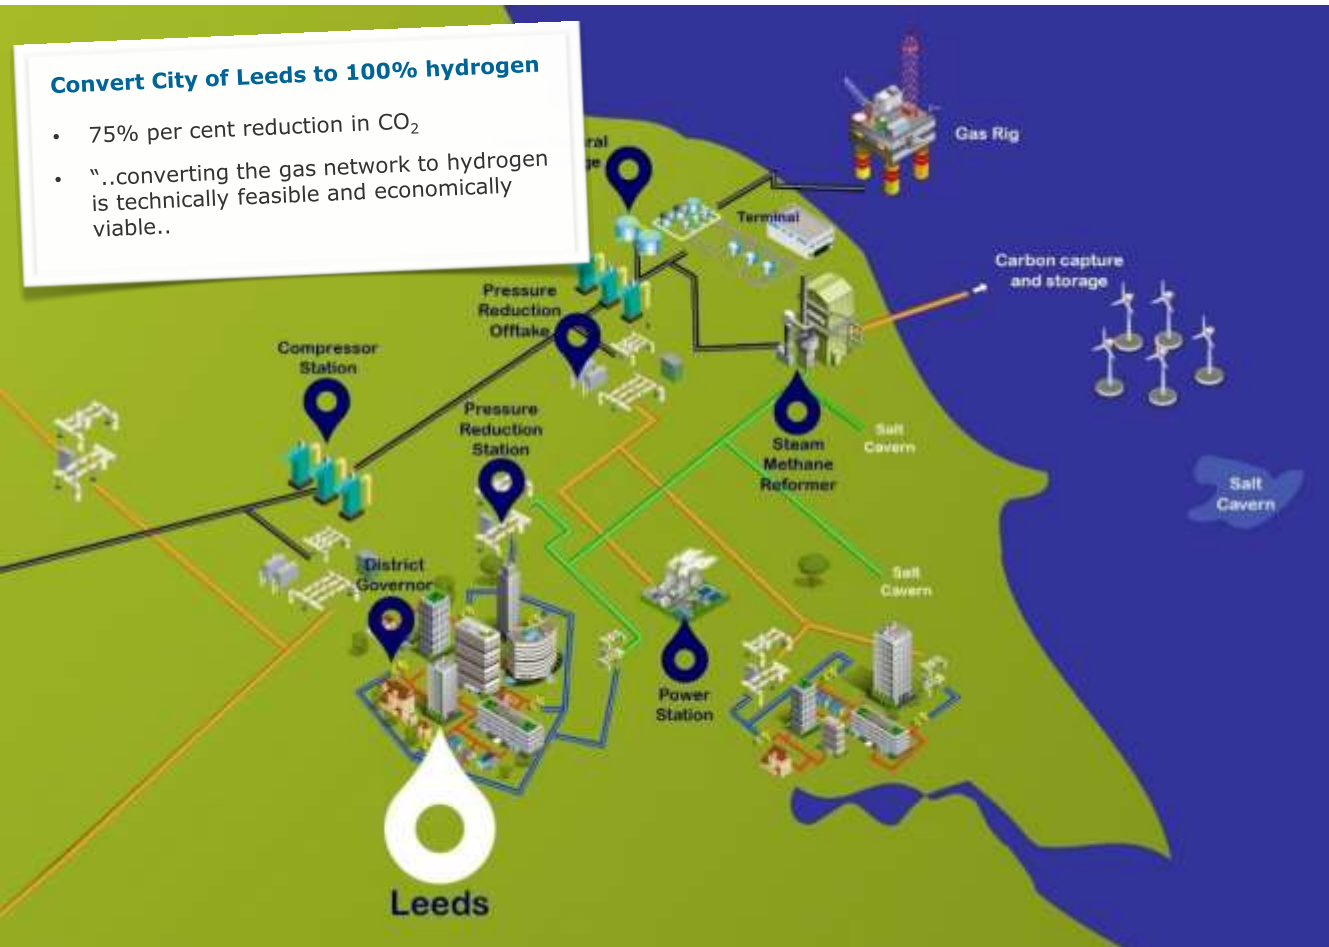 Convert City of Leeds to 100% hydrogen
• 75% per cent reduction in CO₂
• “..converting the gas network to hydrogen
is technically feasible and economically
viable..
Gas Rig
Terminal
Carbon capture
and storage
Pressure
Reduction
Offtake
Compressor
Station
Pressure
Reduction
Station
Salt
Cavern
Steam
Methane
Reformer
Salt
Cavern
District
Governor
Salt
Cavern
Power
Station
Leeds